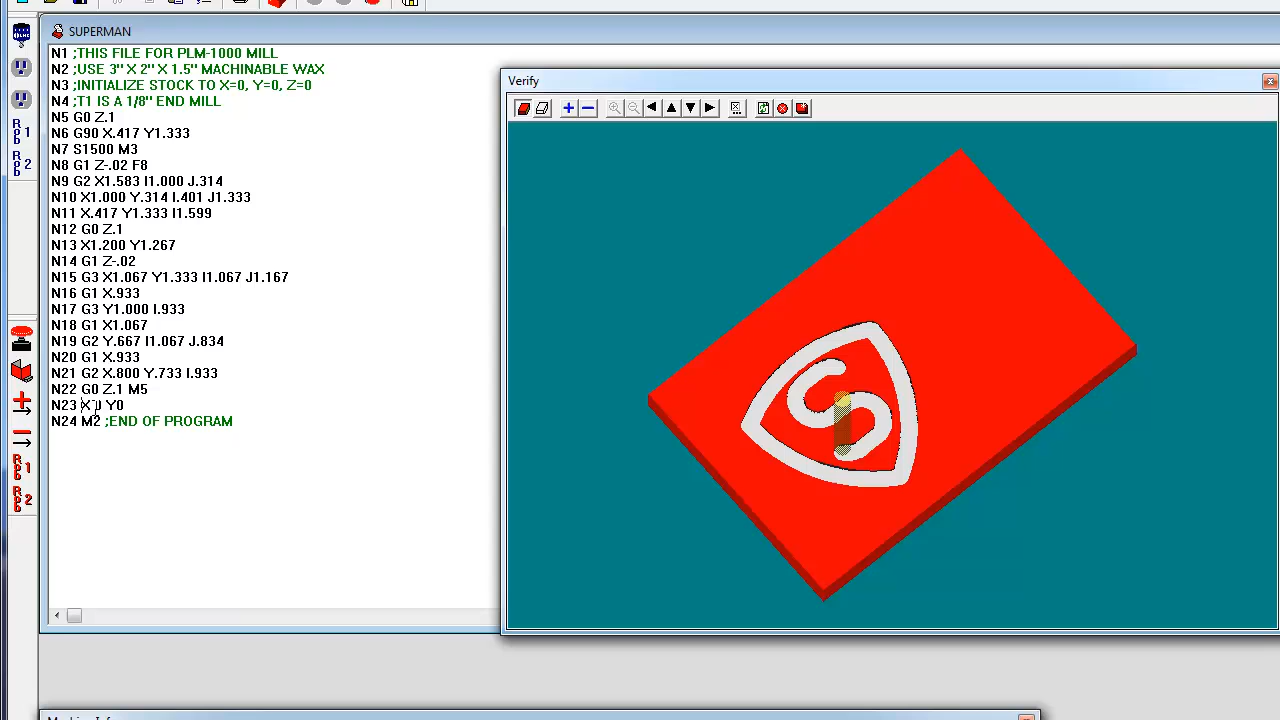 SUPERMAN
N1 ;THIS FILE FOR PLM-1000 MILL
N2 ;USE 3" X 2" X 1.5" MACHINABLE WAX
N3 ;INITIALIZE STOCK TO X=0, Y=0, Z=0
N4 ;T1 IS A 1/8" END MILL
N5 G0 Z.1
N6 G90 X.417 Y1.333
N7 S1500 M3
N8 G1 Z-.02 F8
N9 G2 X1.583 I1.000 J.314
N10 X1.000 Y.314 I.401 J1.333
N11 X.417 Y1.333 I1.599
N12 G0 Z.1
N13 X1.200 Y1.267
N14 G1 Z-.02
N15 G3 X1.067 Y1.333 I1.067 J1.167
N16 G1 X.933
N17 G3 Y1.000 I.933
N18 G1 X1.067
N19 G2 Y.667 I1.067 J.834
N20 G1 X.933
N21 G2 X.800 Y.733 I.933
N22 G0 Z.1 M5
N23 X0 Y0
N24 M2 ;END OF PROGRAM
Verify